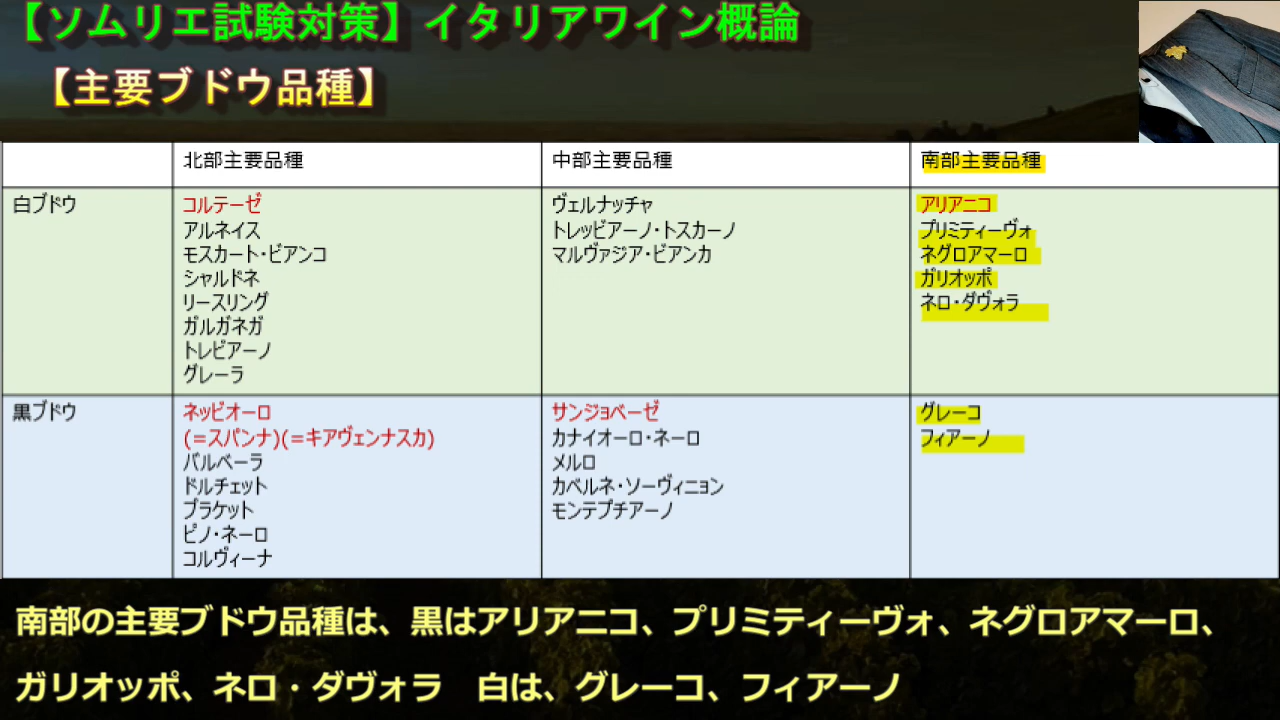 【ソムリエ試験対策】イタリアワイン概論
【主要ブドウ品種】
北部主要品種
中部主要品種
南部主要品種
白ブドウ
コルテーゼ
アルネイス
モスカート・ビアンコ
シャルドネ
リースリング
ガルガネガ
トレビアーノ
グレーラ
ヴェルナッチャ
トレッビアーノ・トスカーノ
マルヴァジア・ビアンカ
アリアニコ
プリミティーヴォ
ネグロアマーロ
ガリオッポ
ネロ・ダヴォラ
黒ブドウ
ネッビオーロ
(=スパンナ)(=キアヴェンナスカ)
バルベーラ
ドルチェット
ブラケット
ピノ・ネーロ
コルヴィーナ
サンジョベーゼ
カナイオーロ・ネーロ
メルロ
カベルネ・ソーヴィニヨン
モンテプチアーノ
グレーコ
フィアーノ
南部の主要ブドウ品種は、黒はアリアニコ、プリミティーヴォ、ネグロアマーロ、
ガリオッポ、ネロ・ダヴォラ　白は、グレーコ、フィアーノ